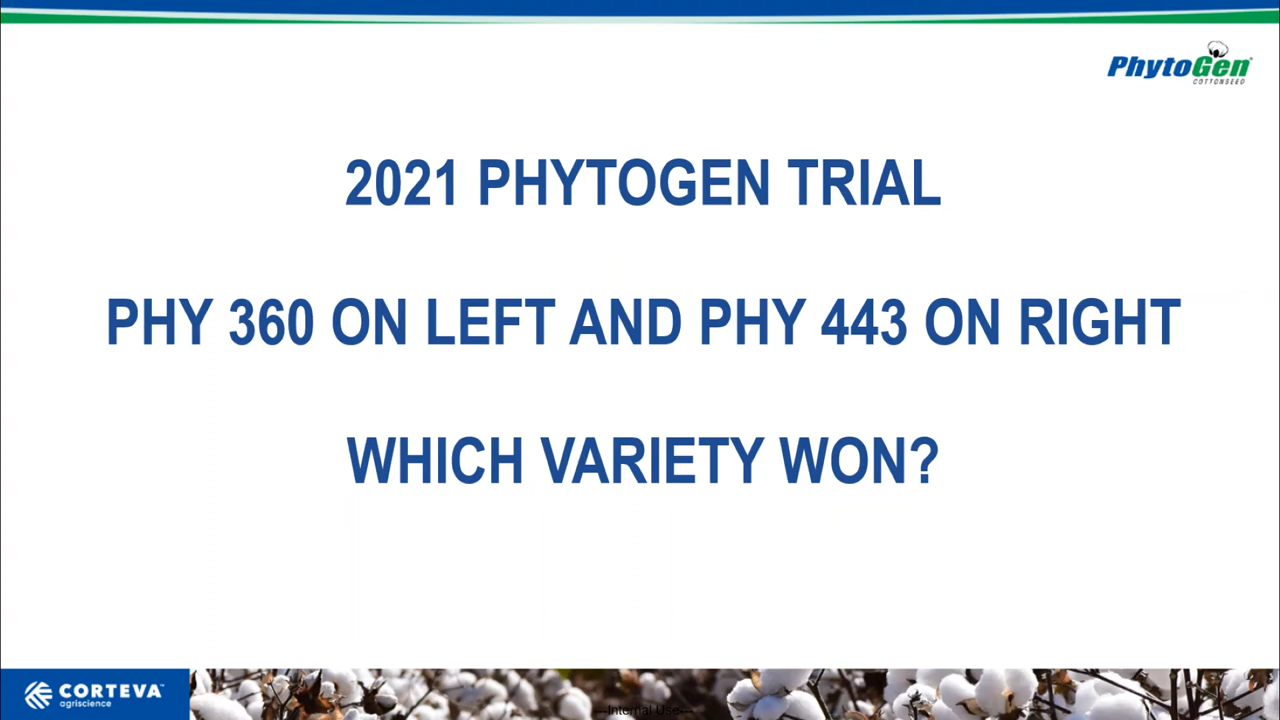 PhytoGen
COTTONSEED
2021 PHYTOGEN TRIAL
PHY 360 ON LEFT AND PHY 443 ON RIGHT
WHICH VARIETY WON?
CORTEVA™
agriscience
---Internal Use---